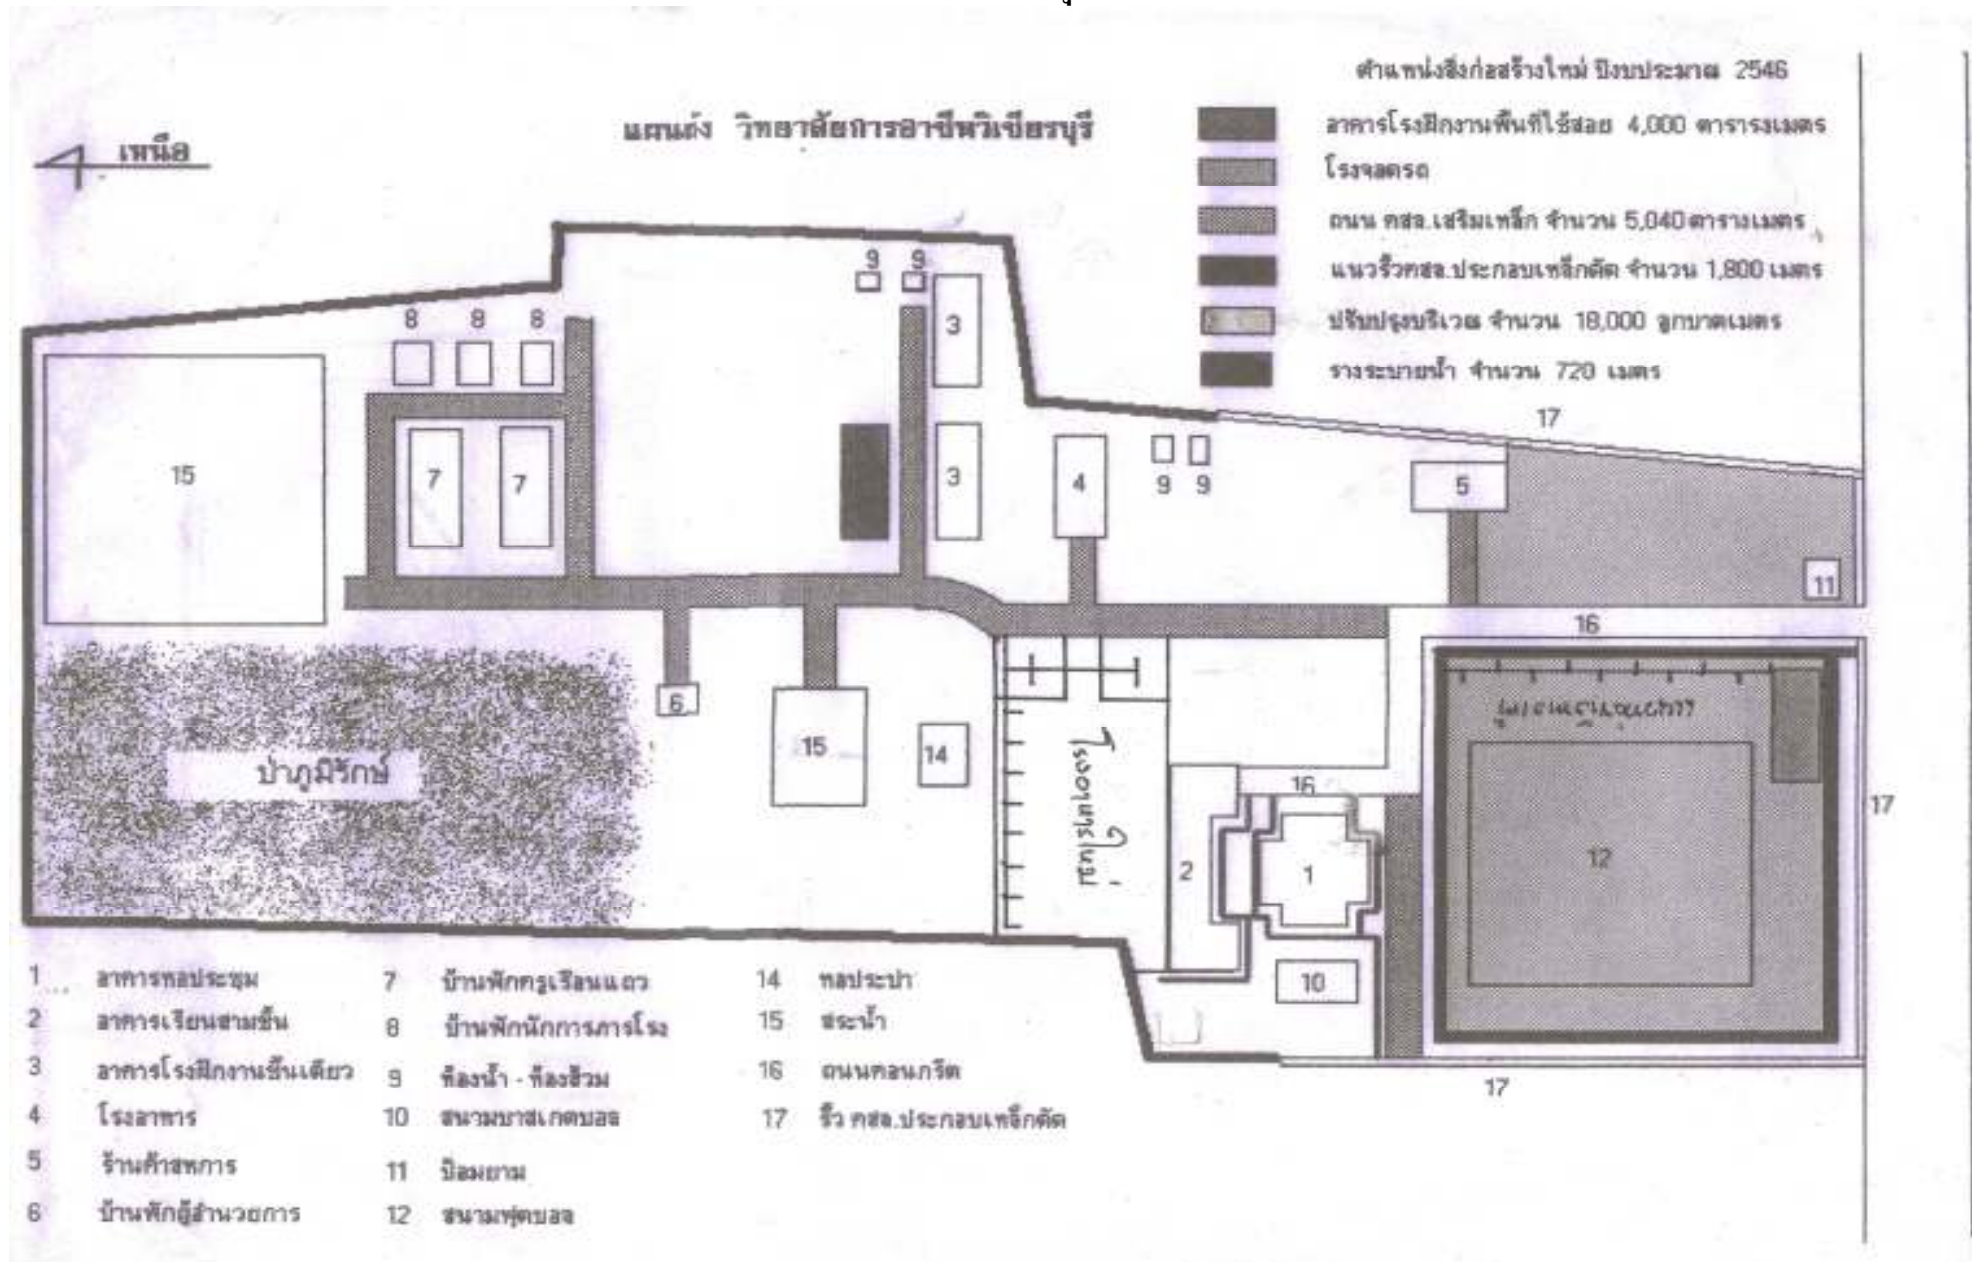 ตำแหน่งสิ่งก่อสร้างใหม่ ปีงบประมาณ 2546
แผนผัง วิทยาลัยการอาชีพวิเชียรบุรี
อาคารโรงฝึกงานพื้นที่ใช้สอย 4,000 ตารารงเมตร
เหนือ
โรงจอดรถ
ถนน คสล.เสริมเหล็ก จำนวน 5,040 ตารางเมตร
แนวรั้วคสล.ประกอบเหล็กดัด จำนวน 1,800 เมตร
ปรับปรุงบริเวณ จำนวน 18,000 ลูกบาตเมตร
รางระบายน้ำ จำนวน 720 เมตร
9 9
8 8 8 3
17
15 7 7 3 4 9 9 5
11
16
6
15 14
ป่าภูมิรักษ์
โรงอเนกประสงค์
16
17
2 1 12
10
17
1 อาคารหอประชุม
2 อาคารเรียนสามชั้น
3 อาคารโรงฝึกงานชั้นเดียว
4 โรงอาหาร
5 ร้านค้าสหการ
6 บ้านพักผู้อำนวยการ
7 บ้านพักครูเรือนแถว
8 บ้านพักนักการภารโรง
9 ห้องน้ำ - ห้องส้วม
10 สนามบาสเกตบอล
11 ป้อมยาม
12 สนามฟุตบอล
14 หอประปา
15 สระน้ำ
16 ถนนคอนกรีต
17 รั้ว คสล.ประกอบเหล็กดัด